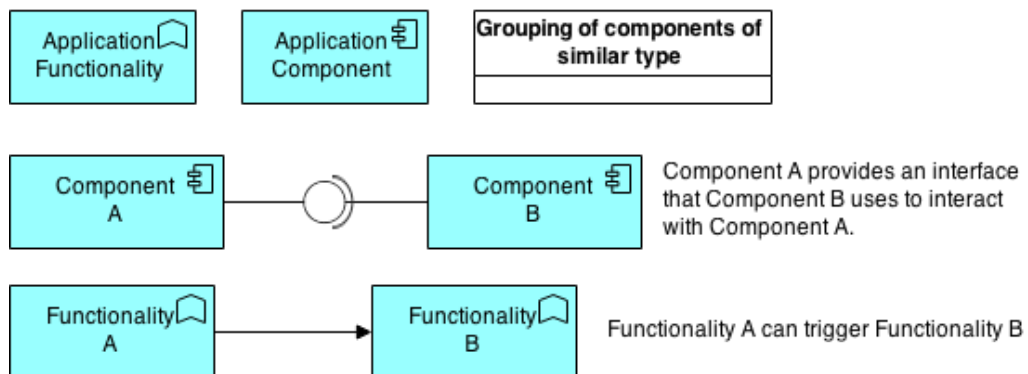 Application
Functionality
Application
Component
Grouping of components of
similar type
Component
A
Component
B
Component A provides an interface
that Component B uses to interact
with Component A.
Functionality
A
Functionality
B
Functionality A can trigger Functionality B